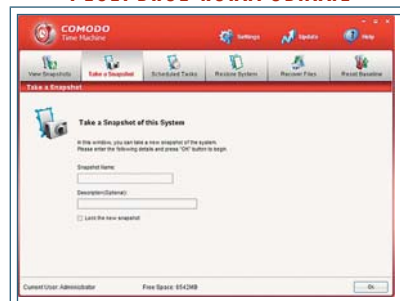 COMODO
Time Machine
Settings
Update
Help
View Snapshots
Take a Snapshot
Scheduled Tasks
Restore System
Recover Files
Reset Baseline
Take a Snapshot
Take a Snapshot of this System
In this window, you can take a new snapshot of the system.
Please enter the following details and press "OK" button to begin.
Snapshot Name:
Description(Optional):
Lock the new snapshot
Current User: Administrator
Free Space: 6542MB
Ok